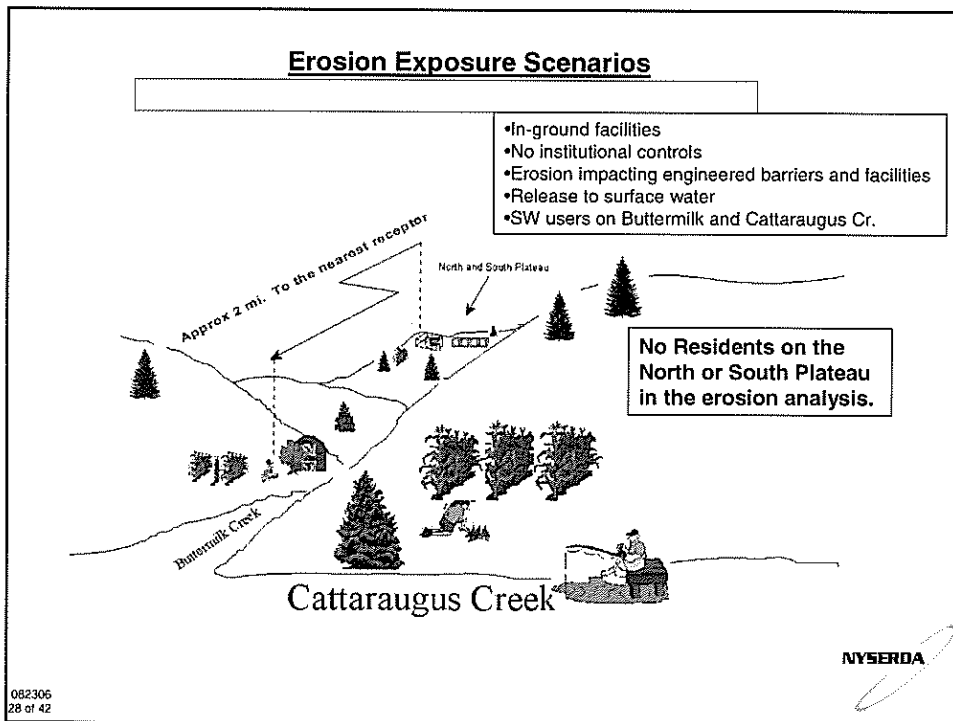 Erosion Exposure Scenarios
•In-ground facilities
•No institutional controls
•Erosion impacting engineered barriers and facilities
•Release to surface water
•SW users on Buttermilk and Cattaraugus Cr.
Approx 2 mi. To the nearest receptor
North and South Plateau
No Residents on the
North or South Plateau
in the erosion analysis.
Buttermilk Creek
Cattaraugus Creek
NYSERDA
082306
28 of 42